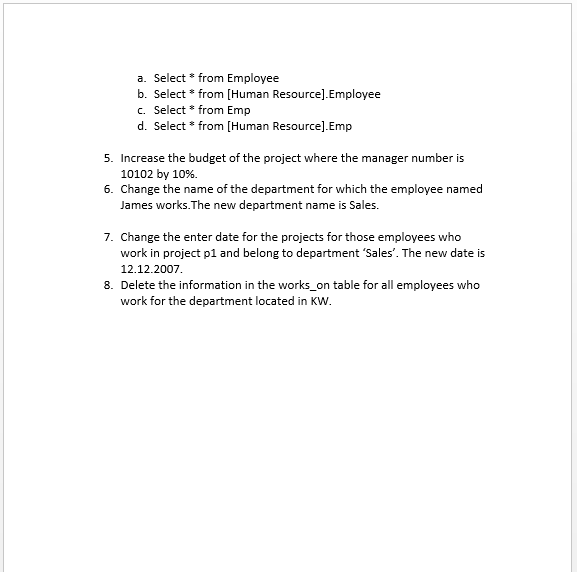 a. Select * from Employee
b. Select * from [Human Resource].Employee
c. Select * from Emp
d. Select * from [Human Resource].Emp
5. Increase the budget of the project where the manager number is
10102 by 10%.
6. Change the name of the department for which the employee named
James works.The new department name is Sales.
7. Change the enter date for the projects for those employees who
work in project p1 and belong to department ‘Sales’. The new date is
12.12.2007.
8. Delete the information in the works_on table for all employees who
work for the department located in KW.